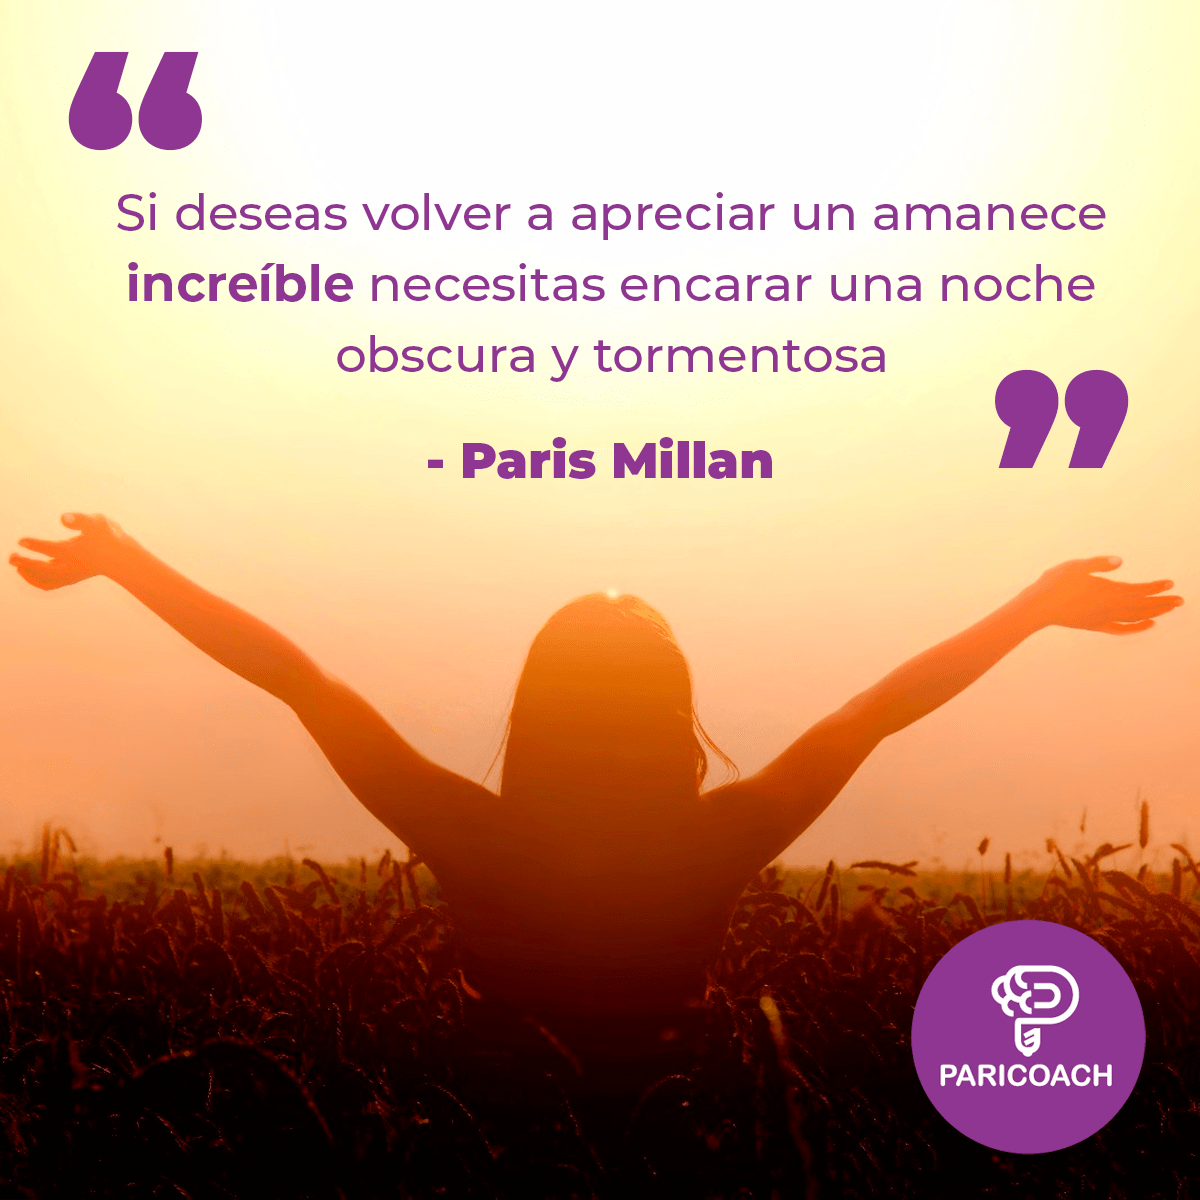 “
Si deseas volver a apreciar un amanece
increíble necesitas encarar una noche
obscura y tormentosa
”
- Paris Millan
PARICOACH